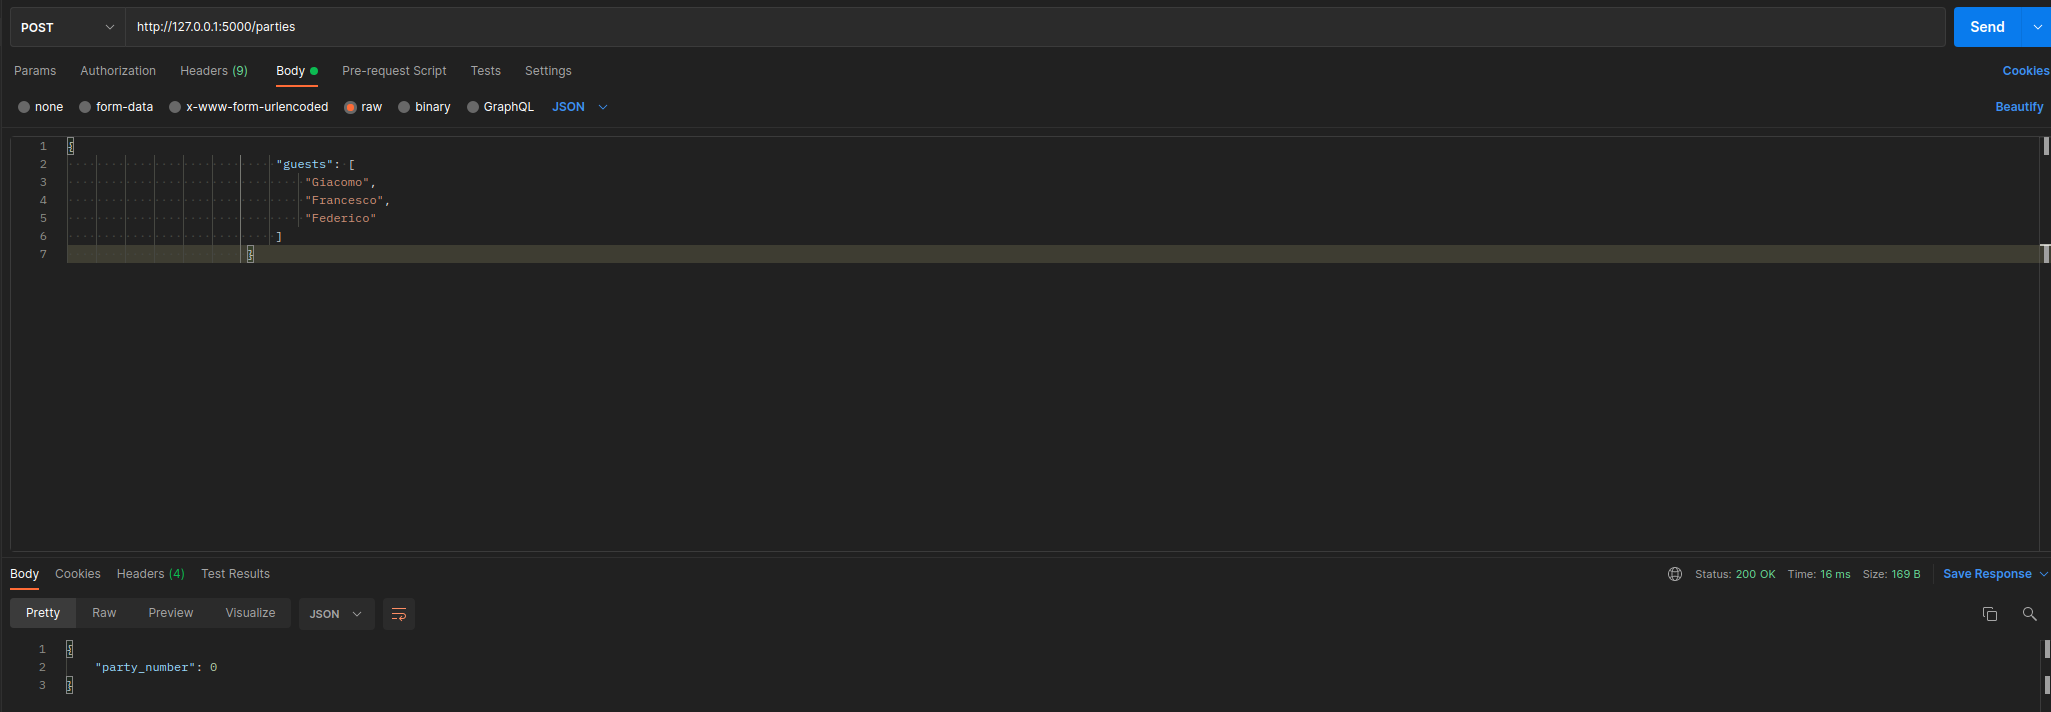 POST http://127.0.0.1:5000/parties Send
Params Authorization Headers (9) Body Pre-request Script Tests Settings Cookies
none form-data x-www-form-urlencoded raw binary GraphQL JSON Beautify
1 {
2 "guests": [
3 "Giacomo",
4 "Francesco",
5 "Federico"
6 ]
7 }
Body Cookies Headers (4) Test Results Status: 200 OK Time: 16 ms Size: 169 B Save Response
Pretty Raw Preview Visualize JSON
1 {
2 "party_number": 0
3 }